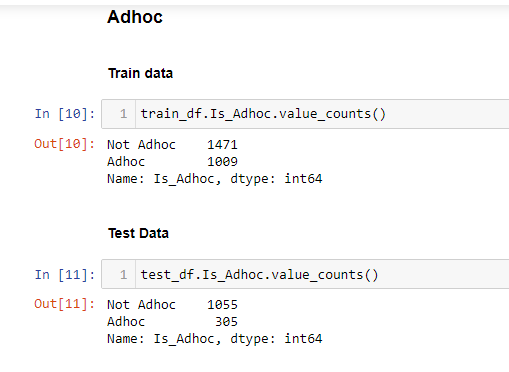 Adhoc
Train data
In [10]: 1 train_df.Is_Adhoc.value_counts()
Out[10]: Not Adhoc    1471
Adhoc        1009
Name: Is_Adhoc, dtype: int64
Test Data
In [11]: 1 test_df.Is_Adhoc.value_counts()
Out[11]: Not Adhoc    1055
Adhoc         305
Name: Is_Adhoc, dtype: int64